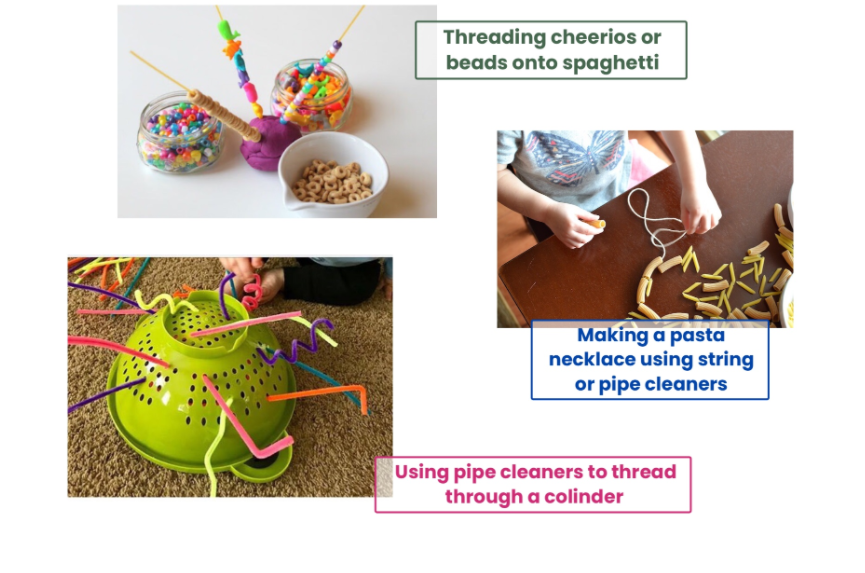 Threading cheerios or
beads onto spaghetti
Making a pasta
necklace using string
or pipe cleaners
Using pipe cleaners to thread
through a colinder